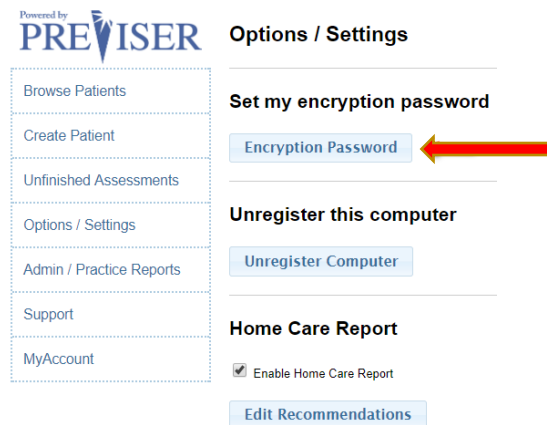 Powered by
PREVISER
Browse Patients
Create Patient
Unfinished Assessments
Options / Settings
Admin / Practice Reports
Support
MyAccount
Options / Settings
Set my encryption password
Encryption Password
Unregister this computer
Unregister Computer
Home Care Report
Enable Home Care Report
Edit Recommendations